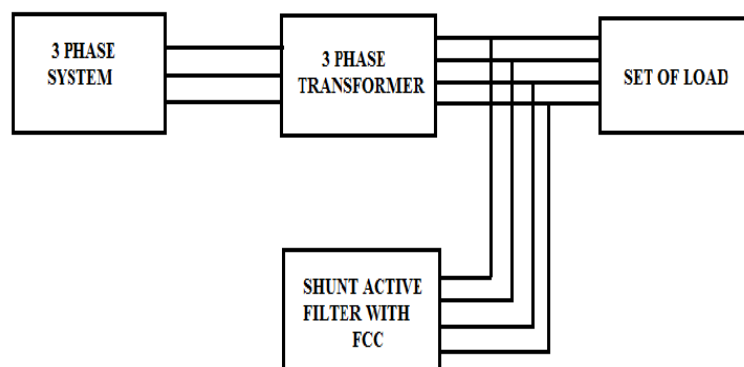 3 PHASE
SYSTEM
3 PHASE
TRANSFORMER
SET OF LOAD
SHUNT ACTIVE
FILTER WITH
FCC